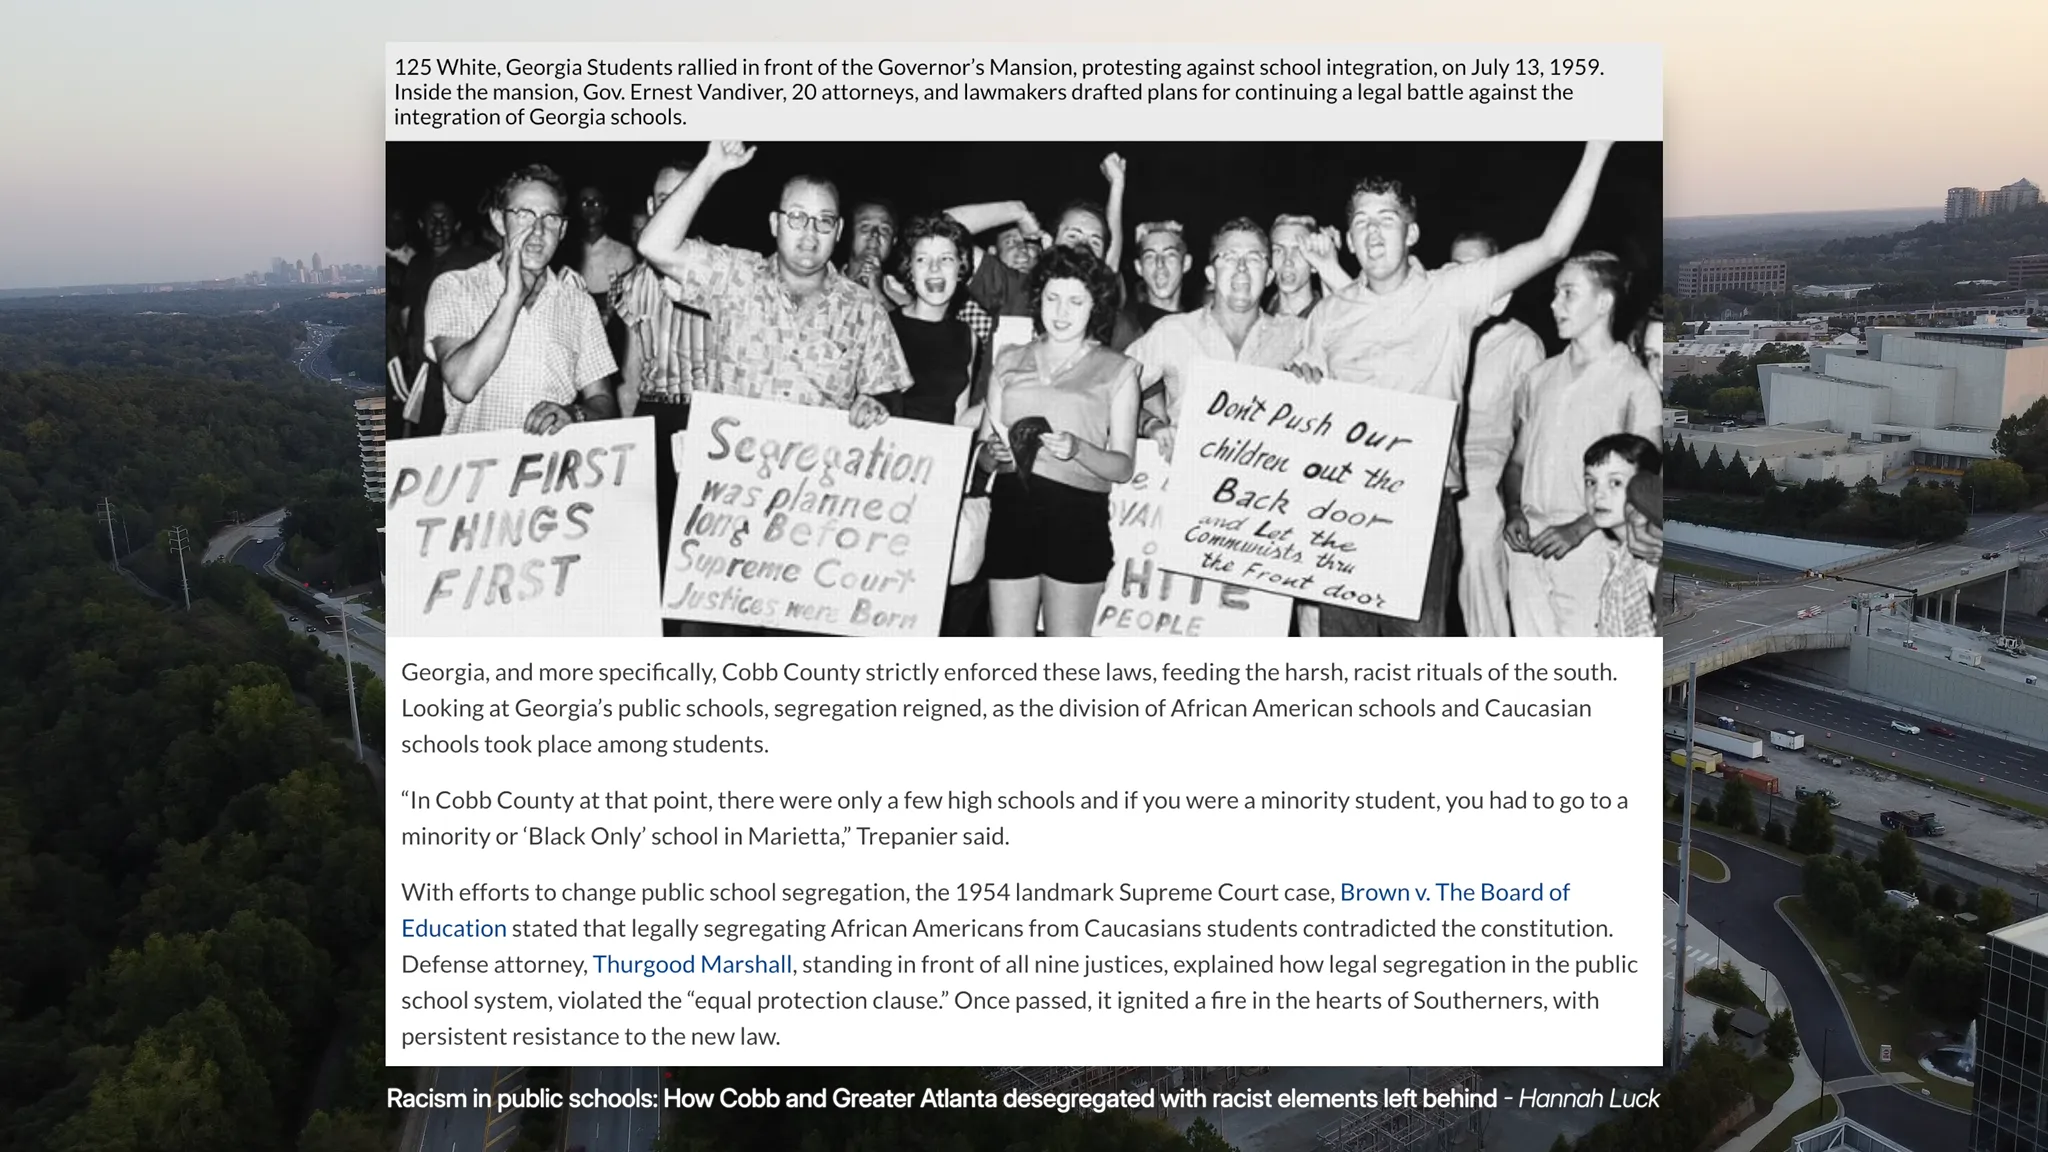 125 White, Georgia Students rallied in front of the Governor's Mansion, protesting against school integration, on July 13, 1959.
Inside the mansion, Gov. Ernest Vandiver, 20 attorneys, and lawmakers drafted plans for continuing a legal battle against the
integration of Georgia schools.
PUT FIRST
THINGS
FIRST
Segregation
was planned
long Before
Supreme Court
Justices were Born
PEOPLE
Don't Push our
children out the
Back door
and Let the
Communists thru
the Front door
Georgia, and more specifically, Cobb County strictly enforced these laws, feeding the harsh, racist rituals of the south.
Looking at Georgia's public schools, segregation reigned, as the division of African American schools and Caucasian
schools took place among students.
“In Cobb County at that point, there were only a few high schools and if you were a minority student, you had to go to a
minority or ‘Black Only’ school in Marietta,” Trepanier said.
With efforts to change public school segregation, the 1954 landmark Supreme Court case, Brown v. The Board of
Education stated that legally segregating African Americans from Caucasians students contradicted the constitution.
Defense attorney, Thurgood Marshall, standing in front of all nine justices, explained how legal segregation in the public
school system, violated the “equal protection clause.” Once passed, it ignited a fire in the hearts of Southerners, with
persistent resistance to the new law.
Racism in public schools: How Cobb and Greater Atlanta desegregated with racist elements left behind - Hannah Luck